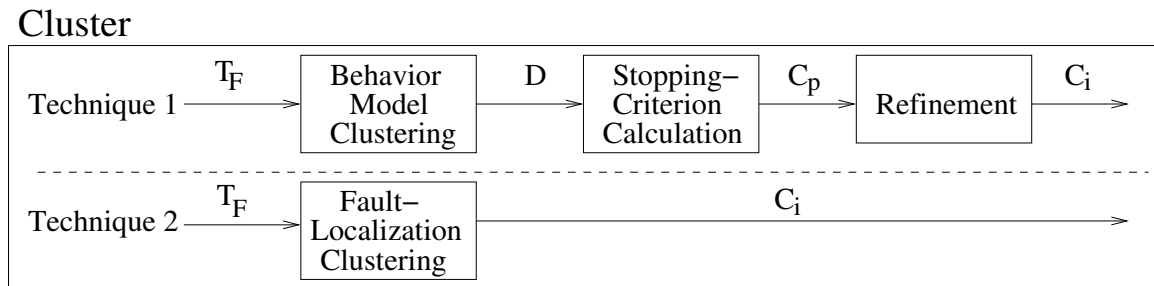 Cluster
Technique 1
T_F
Behavior
Model
Clustering
D
Stopping−
Criterion
Calculation
C_p
Refinement
C_i
Technique 2
T_F
Fault−
Localization
Clustering
C_i